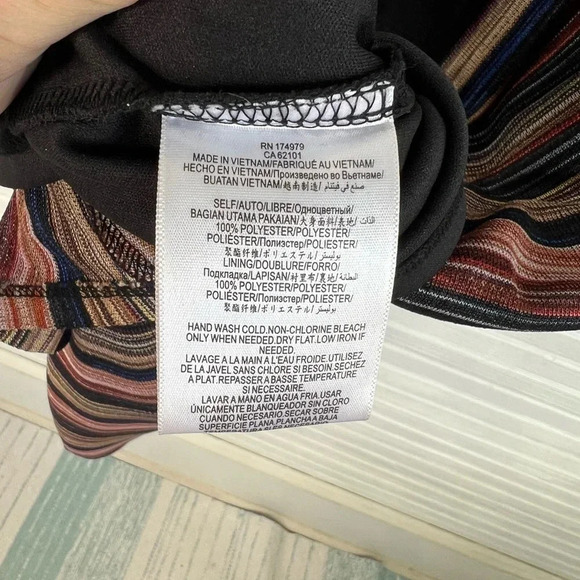 RN 174979
CA 62101
MADE IN VIETNAM/FABRIQUÉ AU VIETNAM/
HECHO EN VIETNAM/Произведено во Вьетнаме/
BUATAN VIETNAM/越南制造/ صنع في فيتنام
SELF/AUTO/LIBRE/Одноцветный/
BAGIAN UTAMA PAKAIAN/大身面料/表地/ الذات
100% POLYESTER/POLYESTER/
POLIÉSTER/Полиэстер/POLIESTER/
聚酯纤维/ポリエステル/ بوليستر
LINING/DOUBLURE/FORRO/
Подкладка/LAPISAN/衬里布/裏地/ البطانة
100% POLYESTER/POLYESTER/
POLIÉSTER/Полиэстер/POLIESTER/
聚酯纤维/ポリエステル/ بوليستر
HAND WASH COLD.NON-CHLORINE BLEACH
ONLY WHEN NEEDED.DRY FLAT.LOW IRON IF
NEEDED.
LAVAGE A LA MAIN A L'EAU FROIDE.UTILISEZ
DE LA JAVEL SANS CHLORE SI BESOIN. SECHEZ
A PLAT.REPASSER A BASSE TEMPERATURE
SI NECESSAIRE.
LAVAR A MANO EN AGUA FRIA.USAR
ÚNICAMENTE BLANQUEADOR SIN CLORO
CUANDO SEA NECESARIO.SECAR SOBRE
SUPERFICIE PLANA.PLANCHA A BAJA